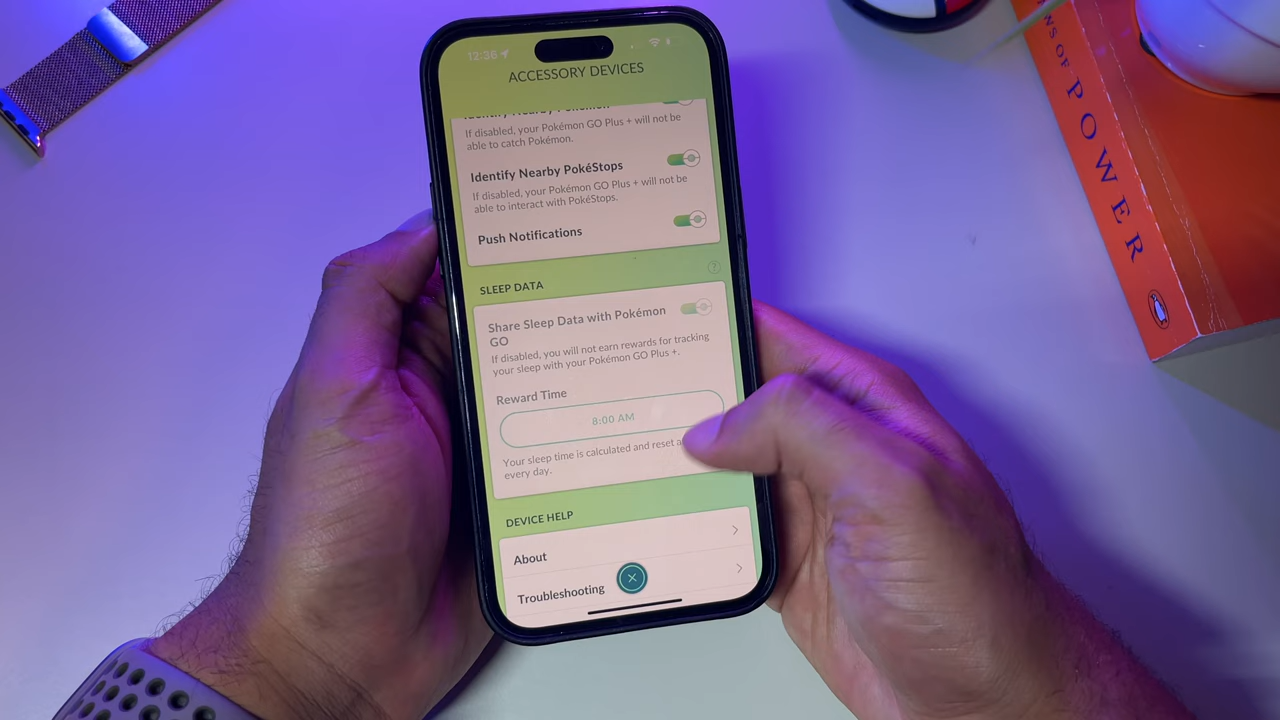 12:36
ACCESSORY DEVICES
Identify Nearby Pokémon
If disabled, your Pokémon GO Plus + will not be
able to catch Pokémon.
Identify Nearby PokéStops
If disabled, your Pokémon GO Plus + will not be
able to interact with PokéStops.
Push Notifications
SLEEP DATA
?
Share Sleep Data with Pokémon
GO
If disabled, you will not earn rewards for tracking
your sleep with your Pokémon GO Plus +.
Reward Time
8:00 AM
Your sleep time is calculated and reset
every day.
DEVICE HELP
About
Troubleshooting
OF POWER